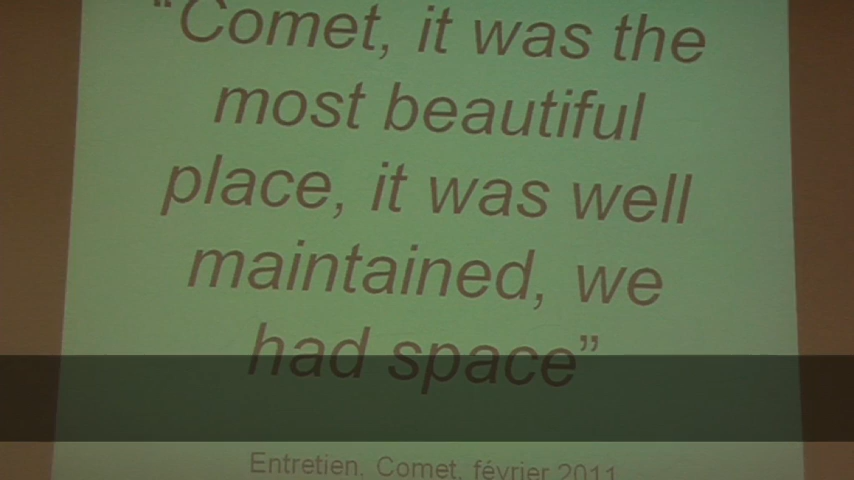 “Comet, it was the
most beautiful
place, it was well
maintained, we
had space”
Entretien. Comet, février 2011